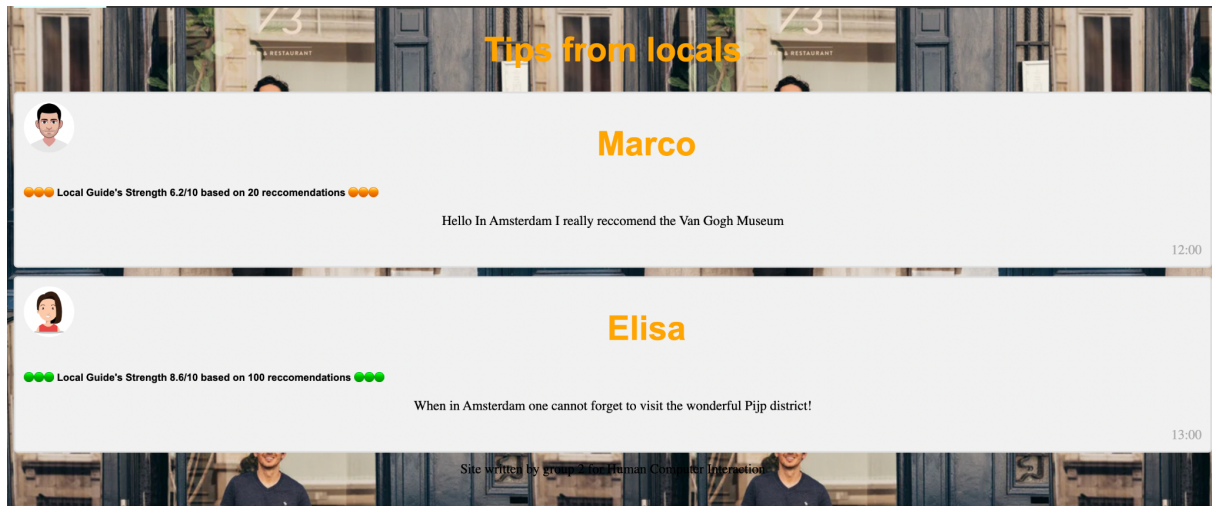 & RESTAURANT
& RESTAURANT
Tips from locals
Marco
Local Guide's Strength 6.2/10 based on 20 reccomendations
Hello In Amsterdam I really reccomend the Van Gogh Museum
12:00
Elisa
Local Guide's Strength 8.6/10 based on 100 reccomendations
When in Amsterdam one cannot forget to visit the wonderful Pijp district!
13:00
Site written by group 2 for Human Computer Interaction